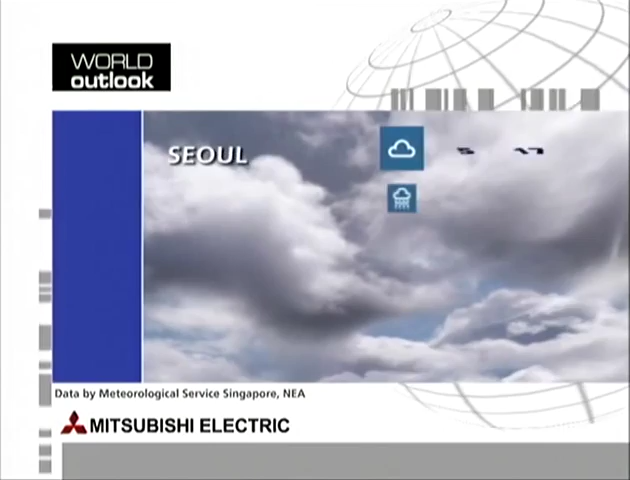 WORLD
outlook
SEOUL
Data by Meteorological Service Singapore, NEA
MITSUBISHI ELECTRIC